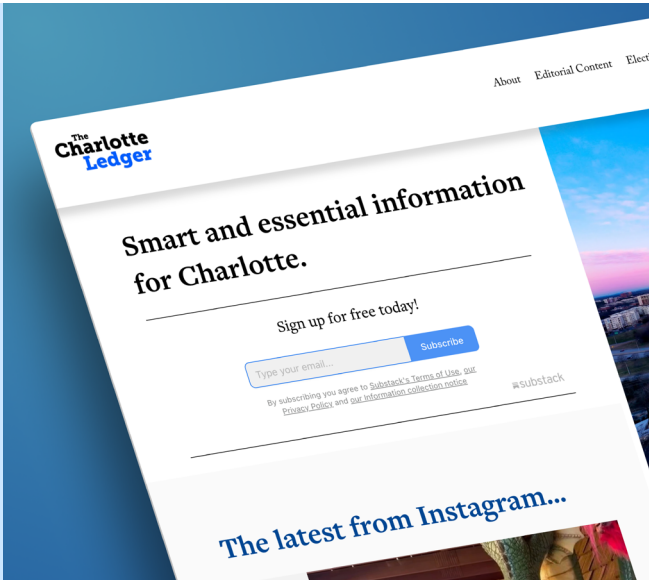 The
Charlotte
Ledger
About Editorial Content
Smart and essential information
for Charlotte.
Sign up for free today!
Type your email... Subscribe
By subscribing you agree to Substack's Terms of Use, our
Privacy Policy and our Information collection notice
substack
The latest from Instagram...